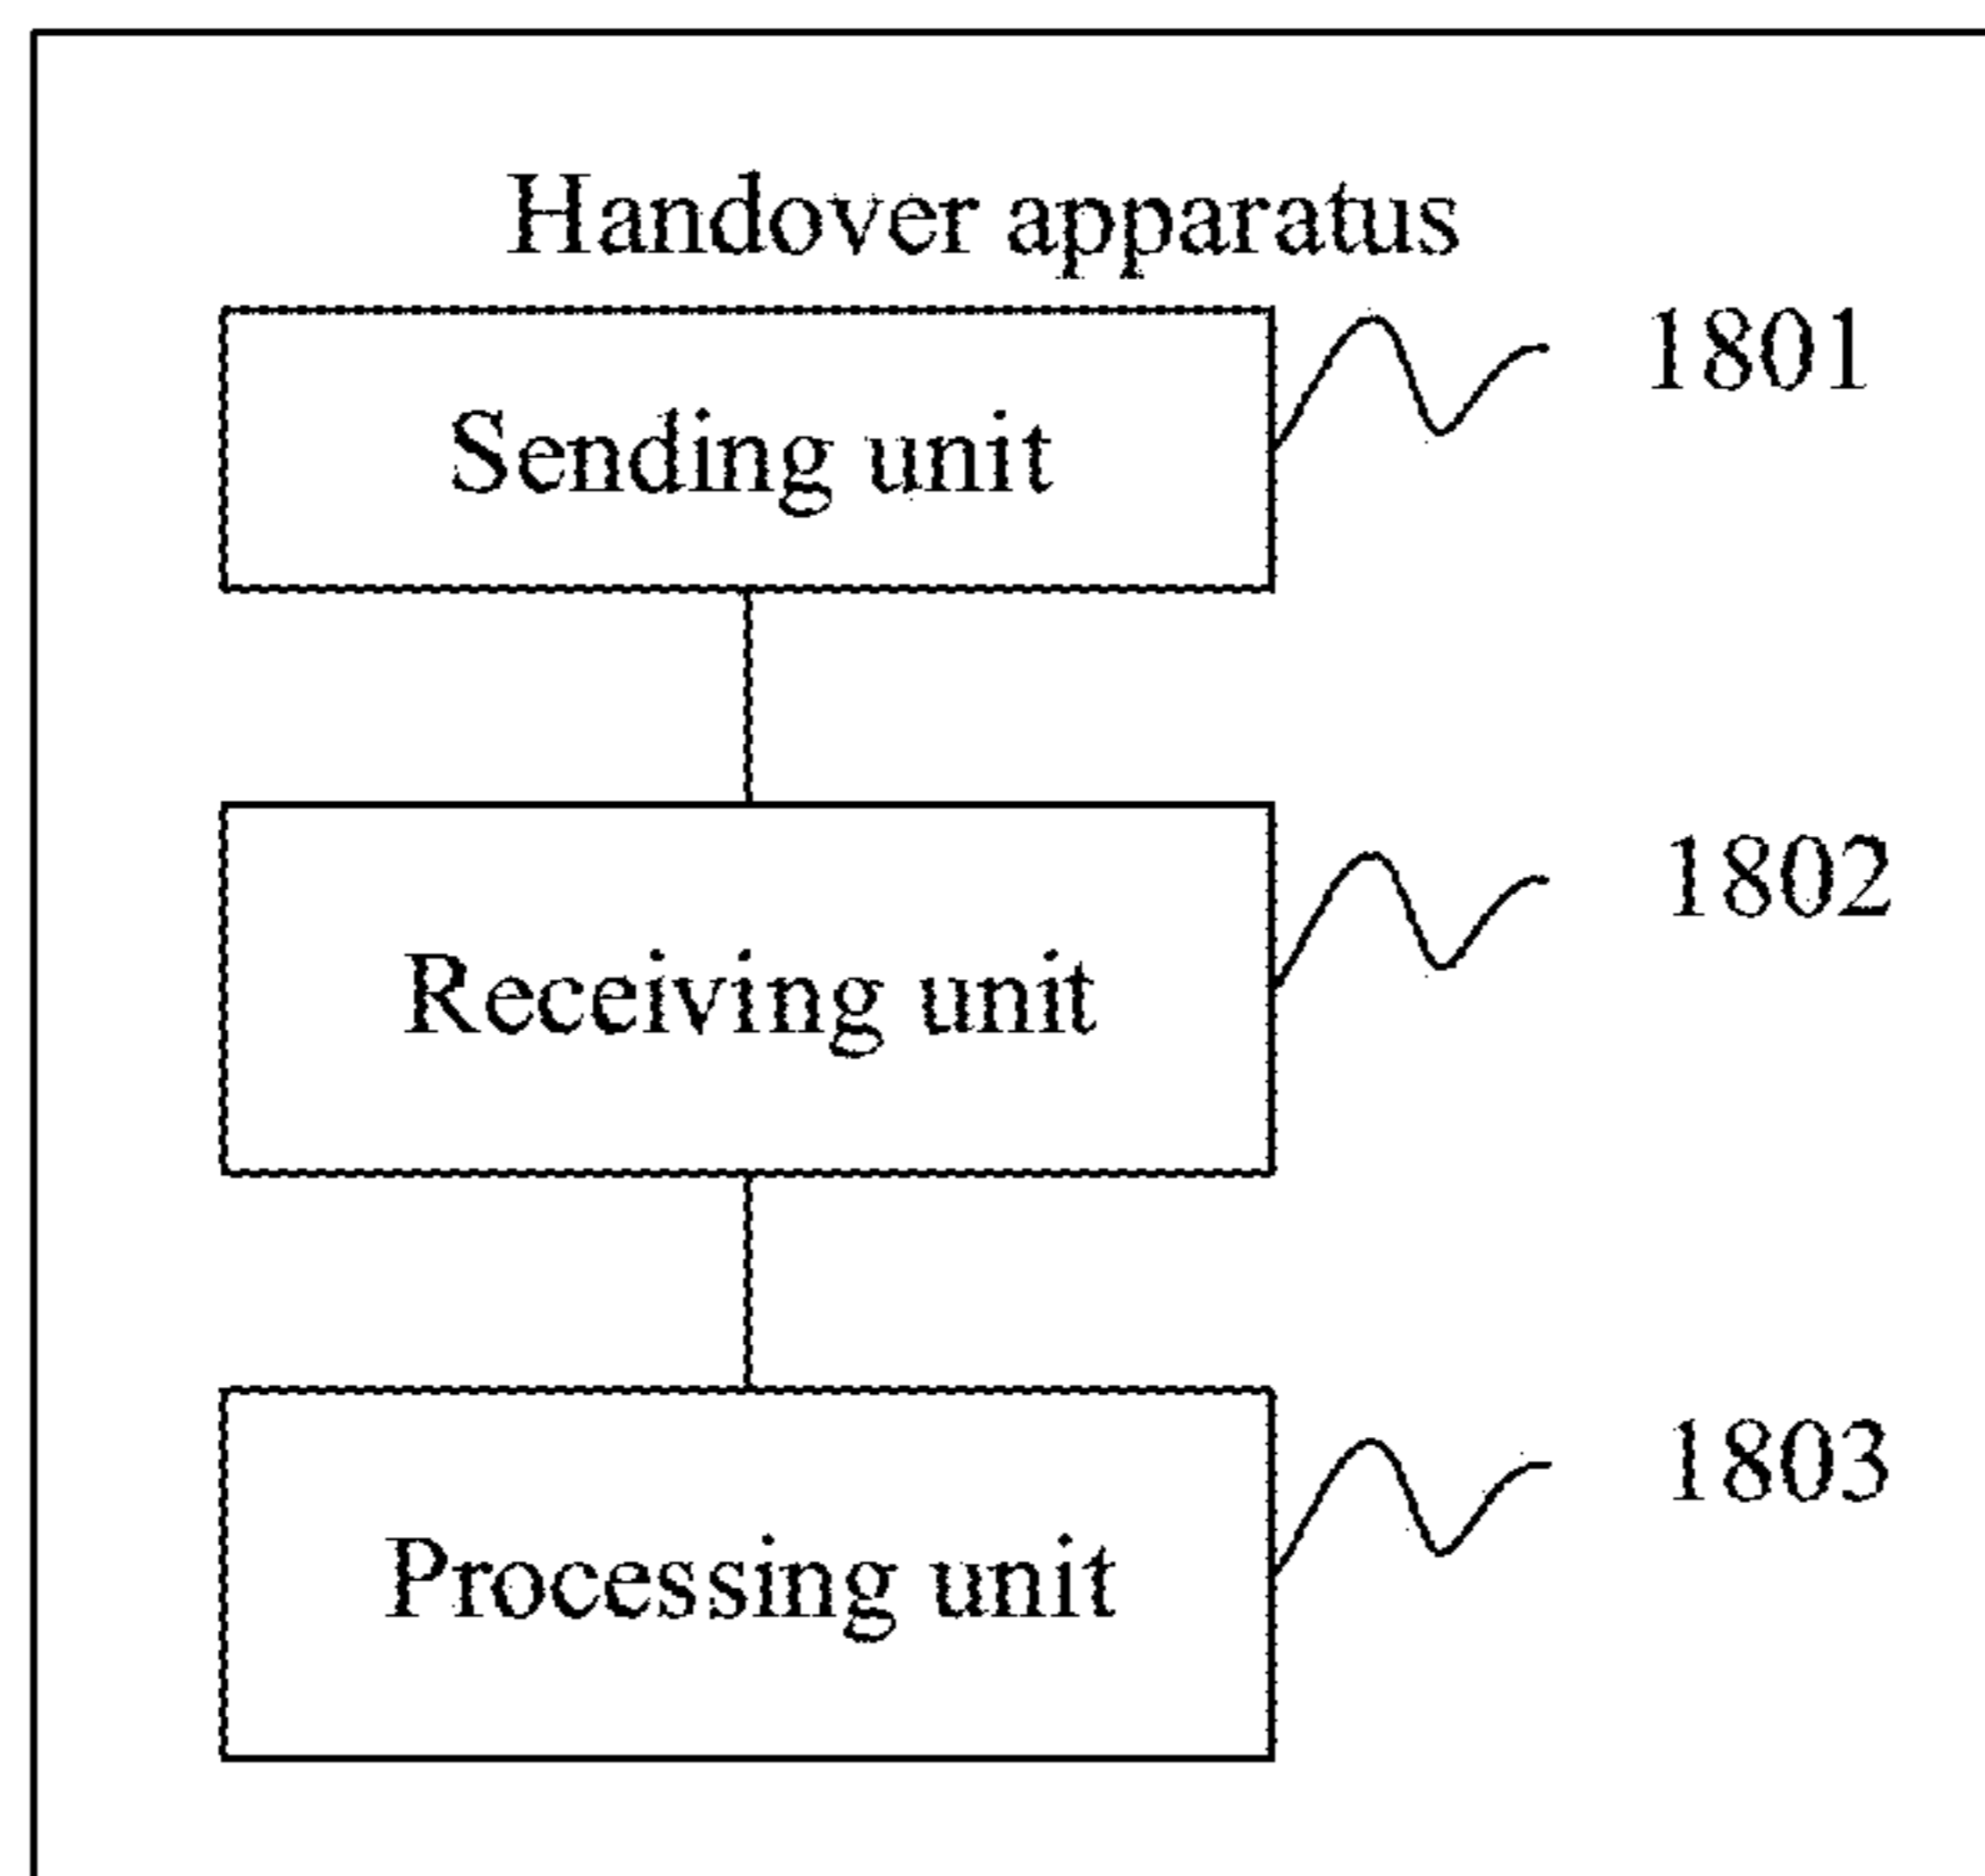 Handover apparatus
1801
Sending unit
1802
Receiving unit
1803
Processing unit